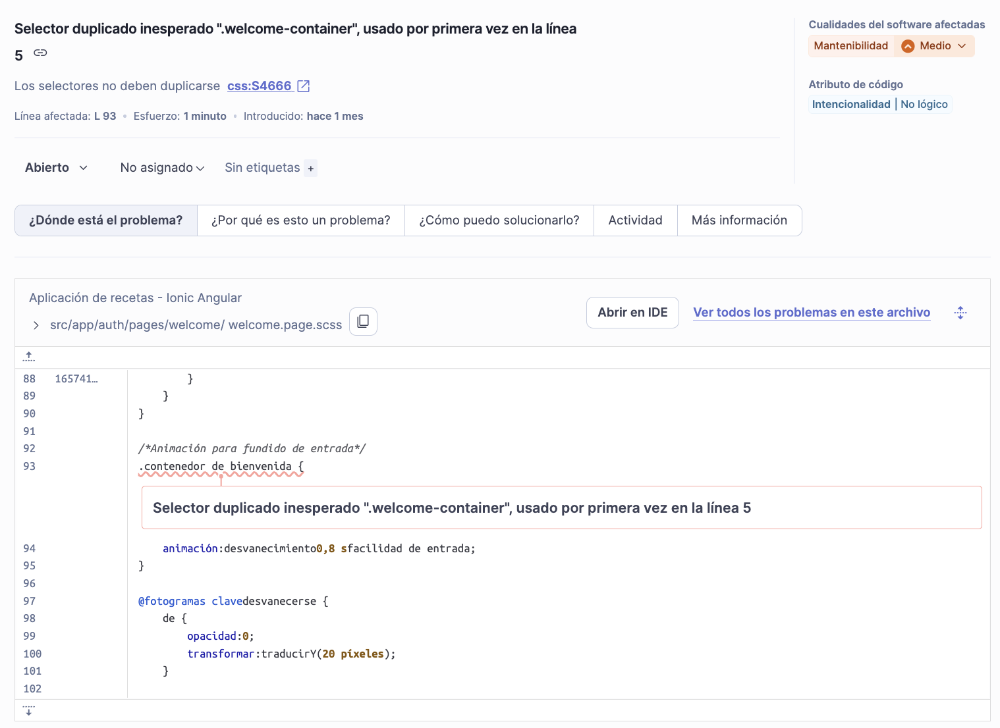 Selector duplicado inesperado ".welcome-container", usado por primera vez en la línea
5
Los selectores no deben duplicarse css:S4666
Línea afectada: L 93 • Esfuerzo: 1 minuto • Introducido: hace 1 mes
Cualidades del software afectadas
Mantenibilidad Medio
Atributo de código
Intencionalidad | No lógico
Abierto No asignado Sin etiquetas +
¿Dónde está el problema? ¿Por qué es esto un problema? ¿Cómo puedo solucionarlo? Actividad Más información
Aplicación de recetas - Ionic Angular
src/app/auth/pages/welcome/ welcome.page.scss
Abrir en IDE Ver todos los problemas en este archivo
88 165741… }
89 }
90 }
91
92 /*Animación para fundido de entrada*/
93 .contenedor de bienvenida {
Selector duplicado inesperado ".welcome-container", usado por primera vez en la línea 5
94 animación:desvanecimiento0,8 sfacilidad de entrada;
95 }
96
97 @fotogramas clavedesvanecerse {
98 de {
99 opacidad:0;
100 transformar:traducirY(20 píxeles);
101 }
102